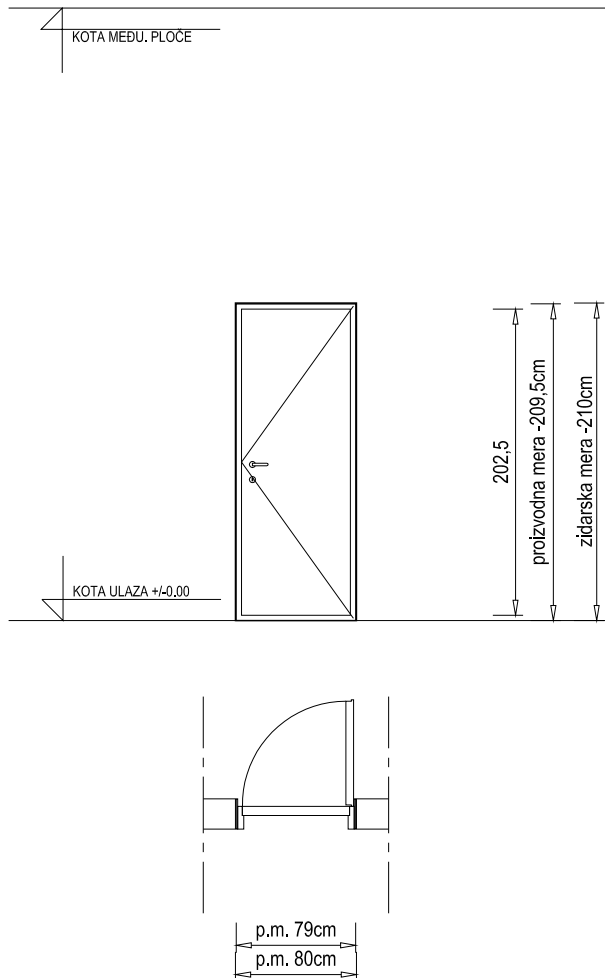 KOTA MEĐU. PLOČE
202,5
proizvodna mera -209,5cm
zidarska mera -210cm
KOTA ULAZA +/-0.00
p.m. 79cm
p.m. 80cm